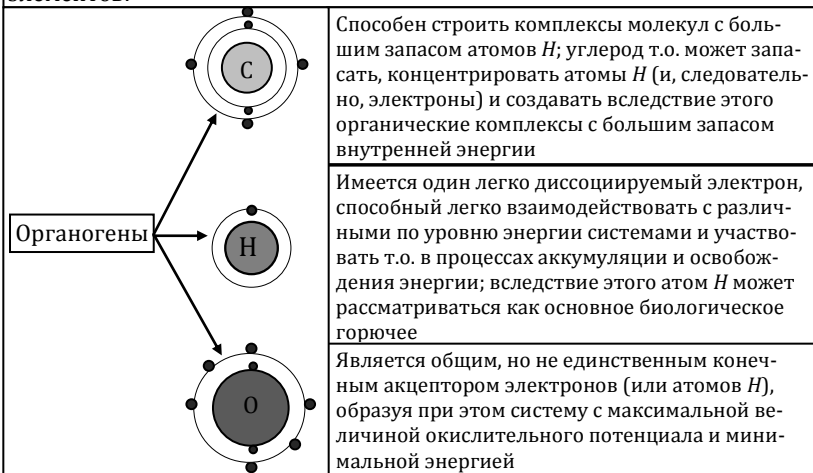 элементов.
C
Способен строить комплексы молекул с боль-
шим запасом атомов H; углерод т.о. может запа-
сать, концентрировать атомы H (и, следователь-
но, электроны) и создавать вследствие этого
органические комплексы с большим запасом
внутренней энергии
Органогены
H
Имеется один легко диссоциируемый электрон,
способный легко взаимодействовать с различ-
ными по уровню энергии системами и участво-
вать т.о. в процессах аккумуляции и освобож-
дения энергии; вследствие этого атом H может
рассматриваться как основное биологическое
горючее
O
Является общим, но не единственным конеч-
ным акцептором электронов (или атомов H),
образуя при этом систему с максимальной ве-
личиной окислительного потенциала и мини-
мальной энергией